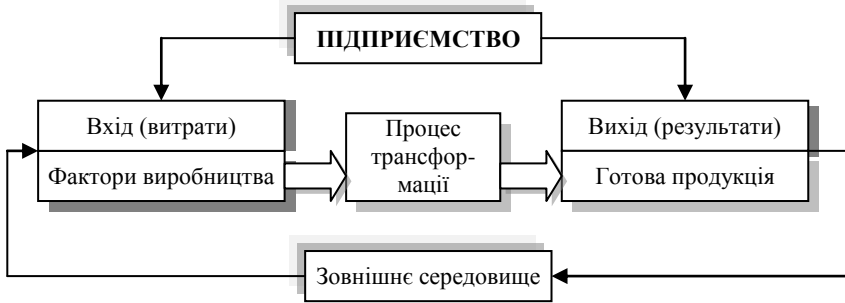 ПІДПРИЄМСТВО
Вхід (витрати)
Фактори виробництва
Процес
трансфор-
мації
Вихід (результати)
Готова продукція
Зовнішнє середовище